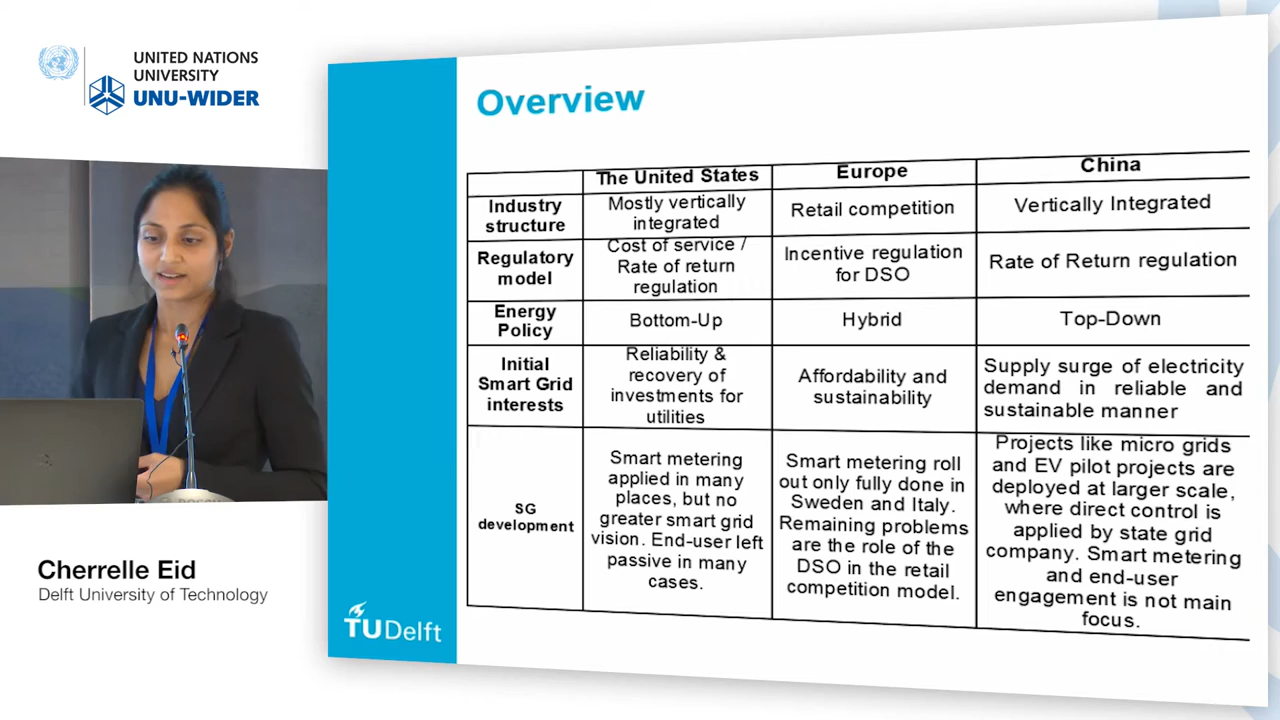 UNITED NATIONS
UNIVERSITY
UNU-WIDER
Cherrelle Eid
Delft University of Technology
TUDelft
Overview
The United States
Europe
China
Industry
structure
Mostly vertically
integrated
Retail competition
Vertically Integrated
Regulatory
model
Cost of service /
Rate of return
regulation
Incentive regulation
for DSO
Rate of Return regulation
Energy
Policy
Bottom-Up
Hybrid
Top-Down
Initial
Smart Grid
interests
Reliability &
recovery of
investments for
utilities
Affordability and
sustainability
Supply surge of electricity
demand in reliable and
sustainable manner
SG
development
Smart metering
applied in many
places, but no
greater smart grid
vision. End-user left
passive in many
cases.
Smart metering roll
out only fully done in
Sweden and Italy.
Remaining problems
are the role of the
DSO in the retail
competition model.
Projects like micro grids
and EV pilot projects are
deployed at larger scale,
where direct control is
applied by state grid
company. Smart metering
and end-user
engagement is not main
focus.